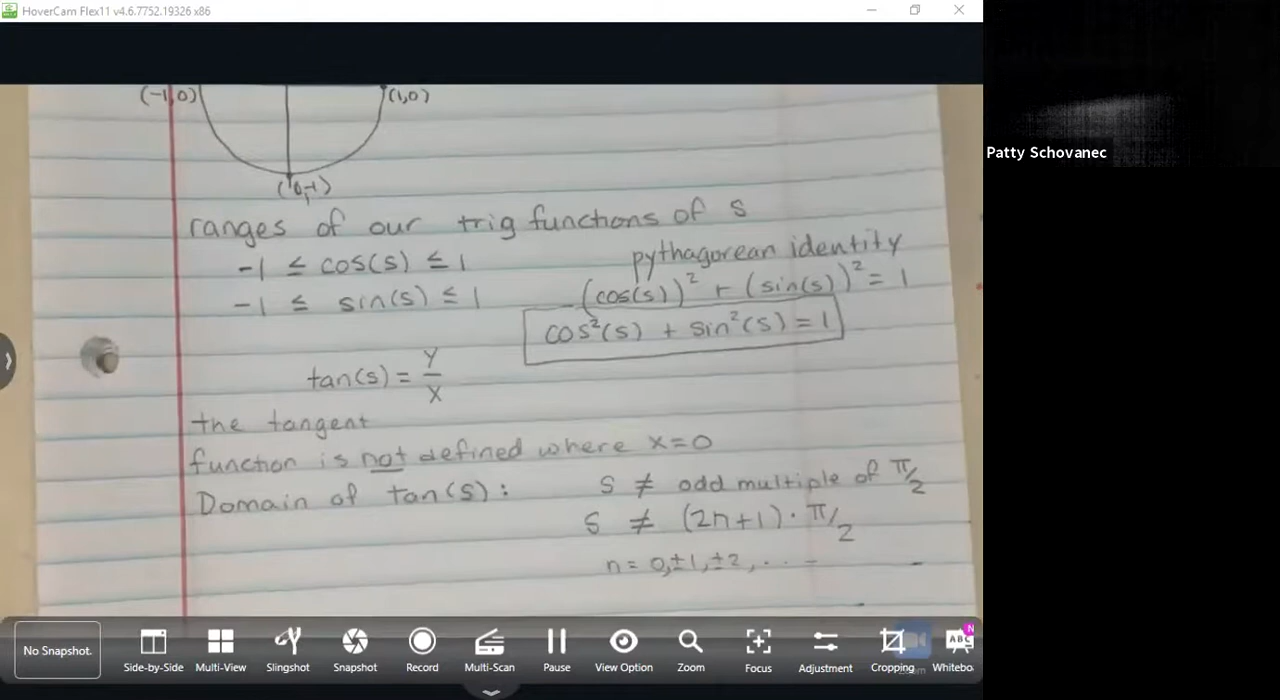 HoverCam Flex11 v4.6.7752.19326 x86
(-1,0)
(1,0)
(0,-1)
Patty Schovanec
ranges of our trig functions of s
-1 ≤ cos(s) ≤ 1
-1 ≤ sin(s) ≤ 1
pythagorean identity
(cos(s))² + (sin(s))² = 1
cos²(s) + sin²(s) = 1
tan(s) = Y/X
the tangent
function is not defined where x=0
Domain of tan(s): s ≠ odd multiple of π/2
s ≠ (2n+1)·π/2
n = 0,±1,±2, . . -
No Snapshot.
Side-by-Side
Multi-View
Slingshot
Snapshot
Record
Multi-Scan
Pause
View Option
Zoom
Focus
Adjustment
Cropping
ABC
N
Whitebo